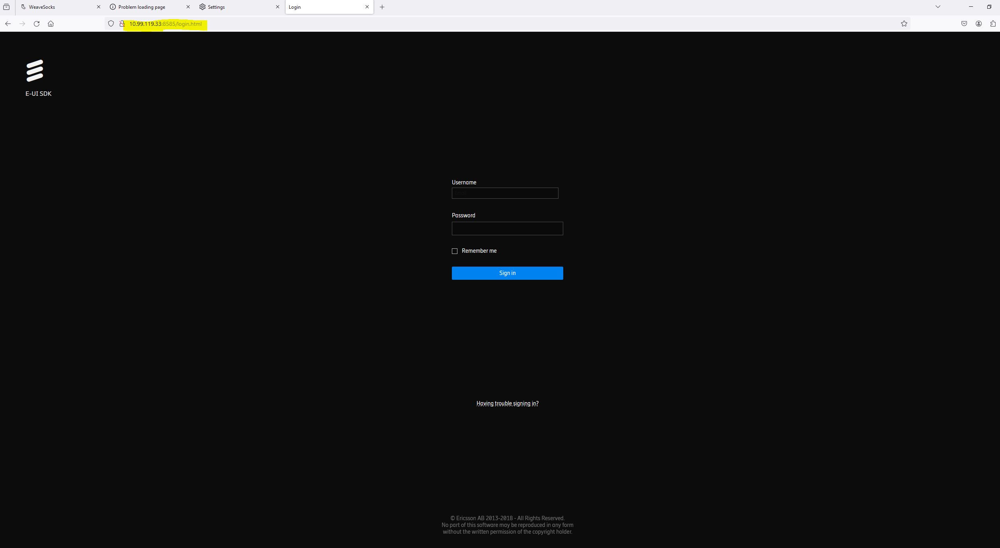 WeaveSocks
Problem loading page
Settings
Login
10.99.119.33:8585/login.html
E-UI SDK
Username
Email
Password
Remember me
Sign in
Having trouble signing in?
© Ericsson AB 2013-2018 - All Rights Reserved.
No part of this software may be reproduced in any form
without the written permission of the copyright holder.